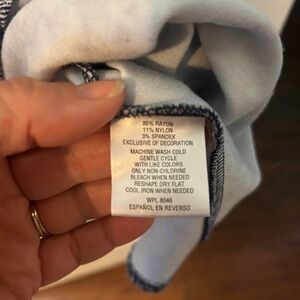 86% RAYON
11% NYLON
3% SPANDEX
EXCLUSIVE OF DECORATION
MACHINE WASH COLD
GENTLE CYCLE
WITH LIKE COLORS
ONLY NON-CHLORINE
BLEACH WHEN NEEDED
RESHAPE DRY FLAT
COOL IRON WHEN NEEDED
WPL 8046
ESPAÑOL EN REVERSO